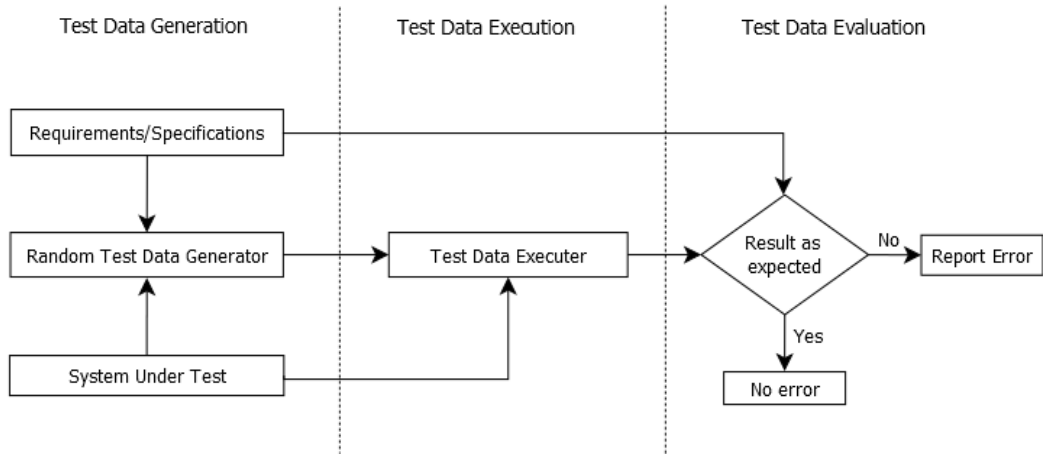 Test Data Generation
Test Data Execution
Test Data Evaluation
Requirements/Specifications
Random Test Data Generator
Test Data Executer
Result as
expected
No
Report Error
Yes
System Under Test
No error